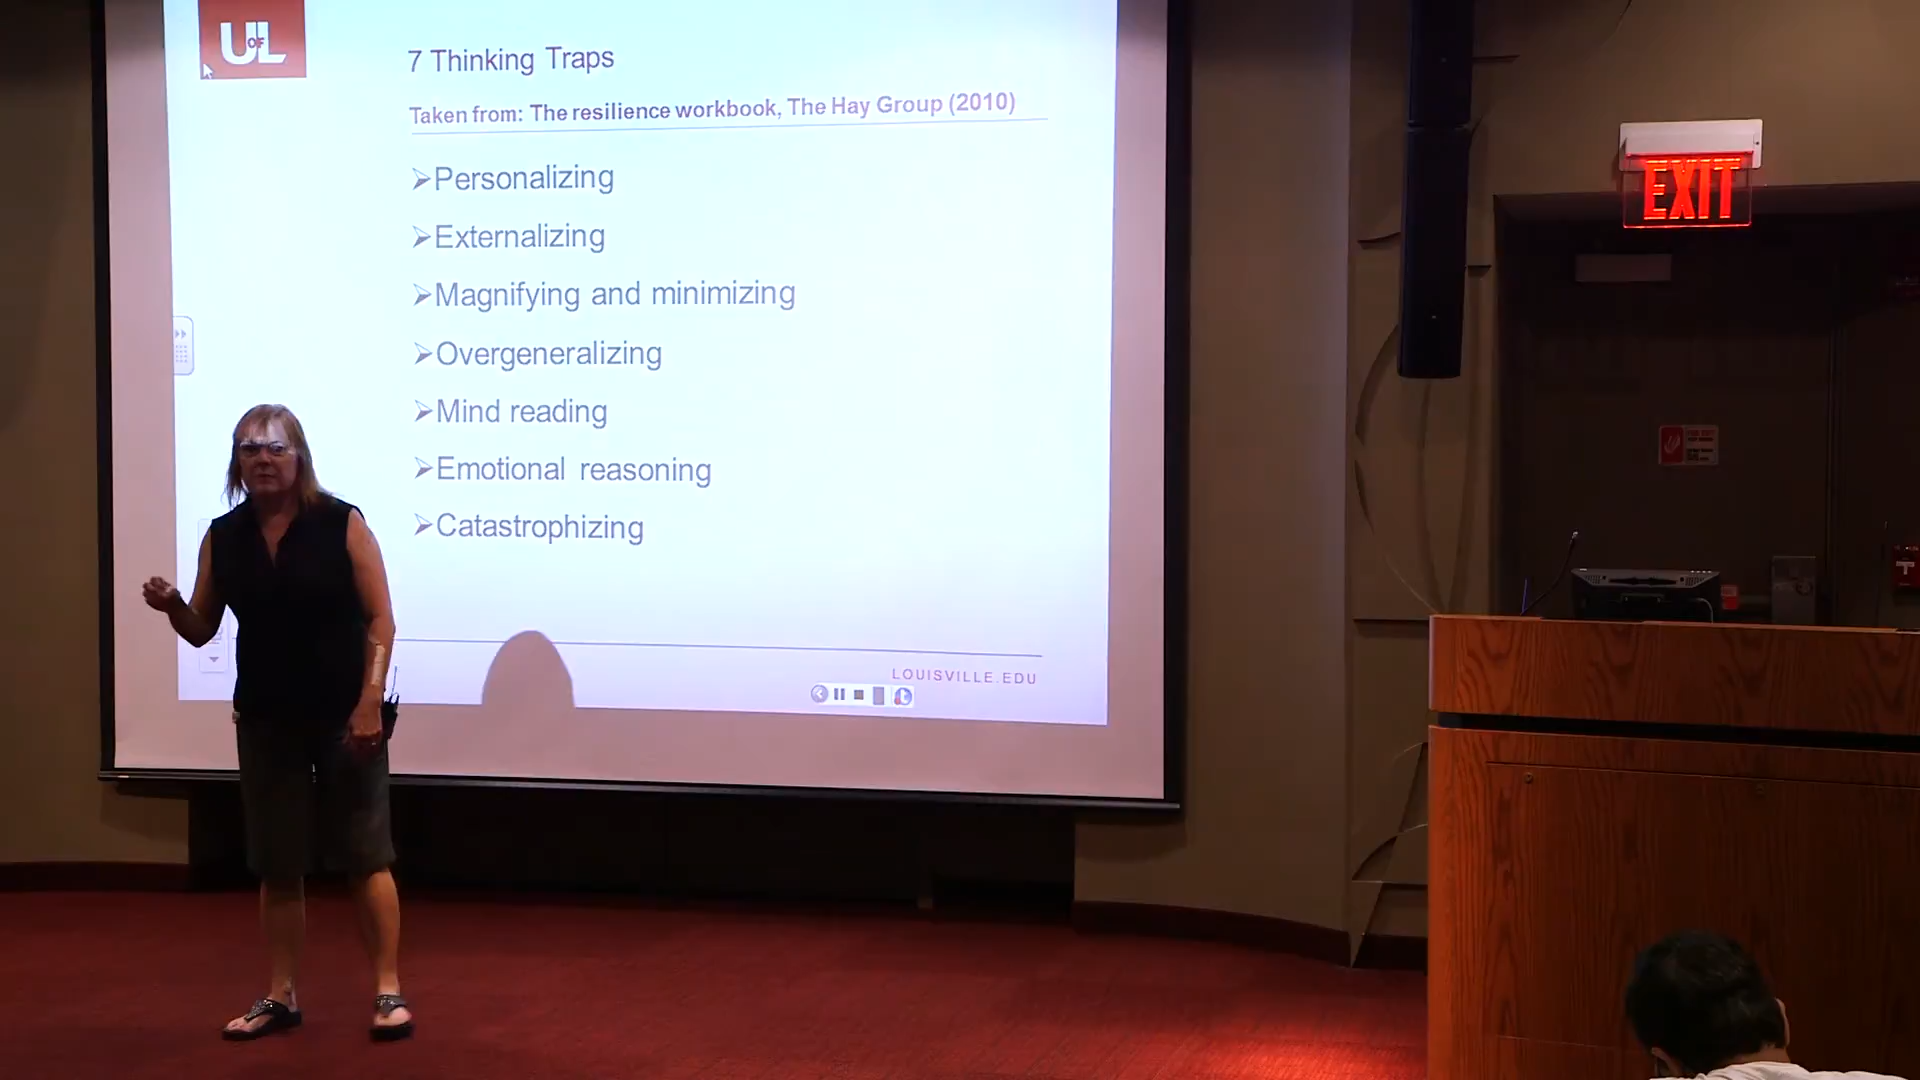 UofL
7 Thinking Traps
Taken from: The resilience workbook, The Hay Group (2010)
➢Personalizing
➢Externalizing
➢Magnifying and minimizing
➢Overgeneralizing
➢Mind reading
➢Emotional reasoning
➢Catastrophizing
LOUISVILLE.EDU
EXIT